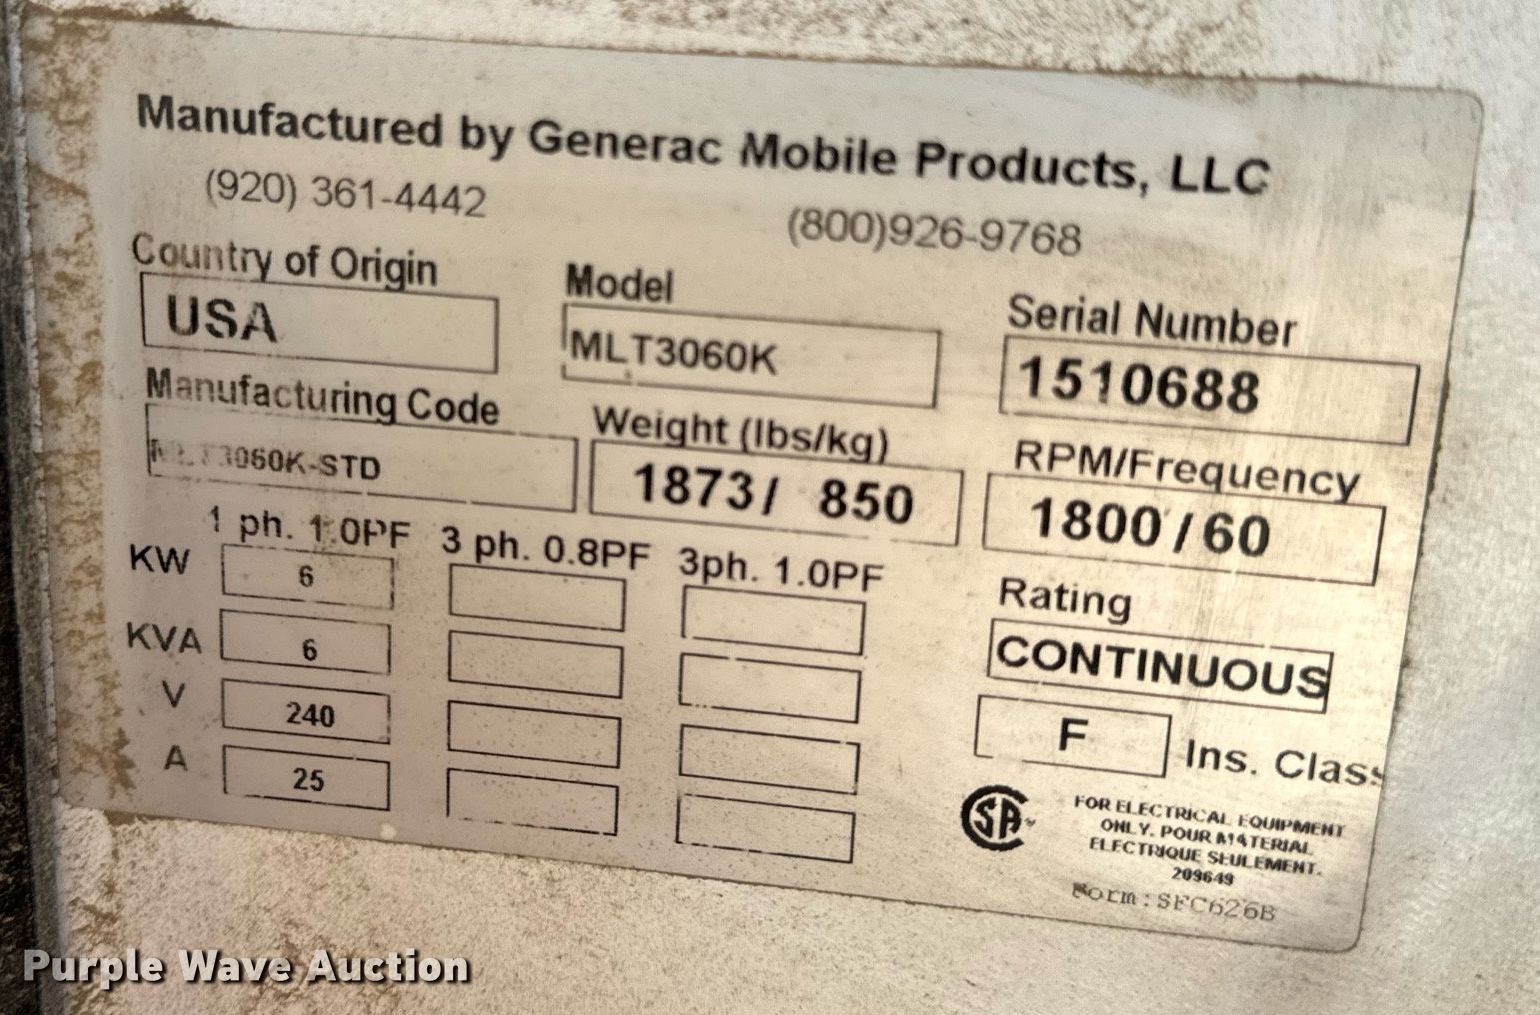 Manufactured by Generac Mobile Products, LLC
(920) 361-4442 (800)926-9768
Country of Origin Model Serial Number
USA MLT3060K 1510688
Manufacturing Code Weight (lbs/kg) RPM/Frequency
MLT3060K-STD 1873/ 850 1800/60
1 ph. 1.0PF 3 ph. 0.8PF 3ph. 1.0PF
KW 6
KVA 6
V 240
A 25
Rating
CONTINUOUS
F Ins. Class
SA
FOR ELECTRICAL EQUIPMENT
ONLY. POUR MATERIAL
ELECTRIQUE SEULEMENT.
209649
Form:SFC626B
Purple Wave Auction